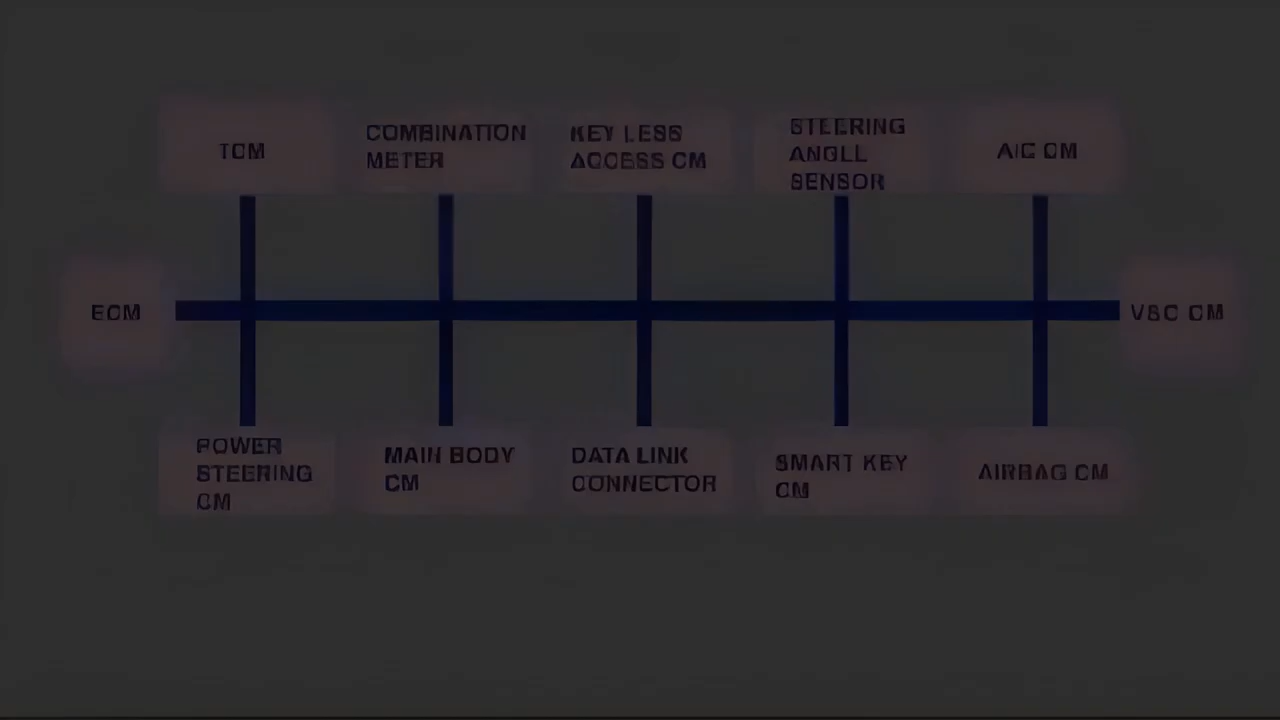 TCM
COMBINATION
METER
KEY LESS
ACCESS CM
STEERING
ANGLL
SENSOR
A/C CM
ECM
VSC CM
POWER
STEERING
CM
MAIN BODY
CM
DATA LINK
CONNECTOR
SMART KEY
CM
AIRBAG CM